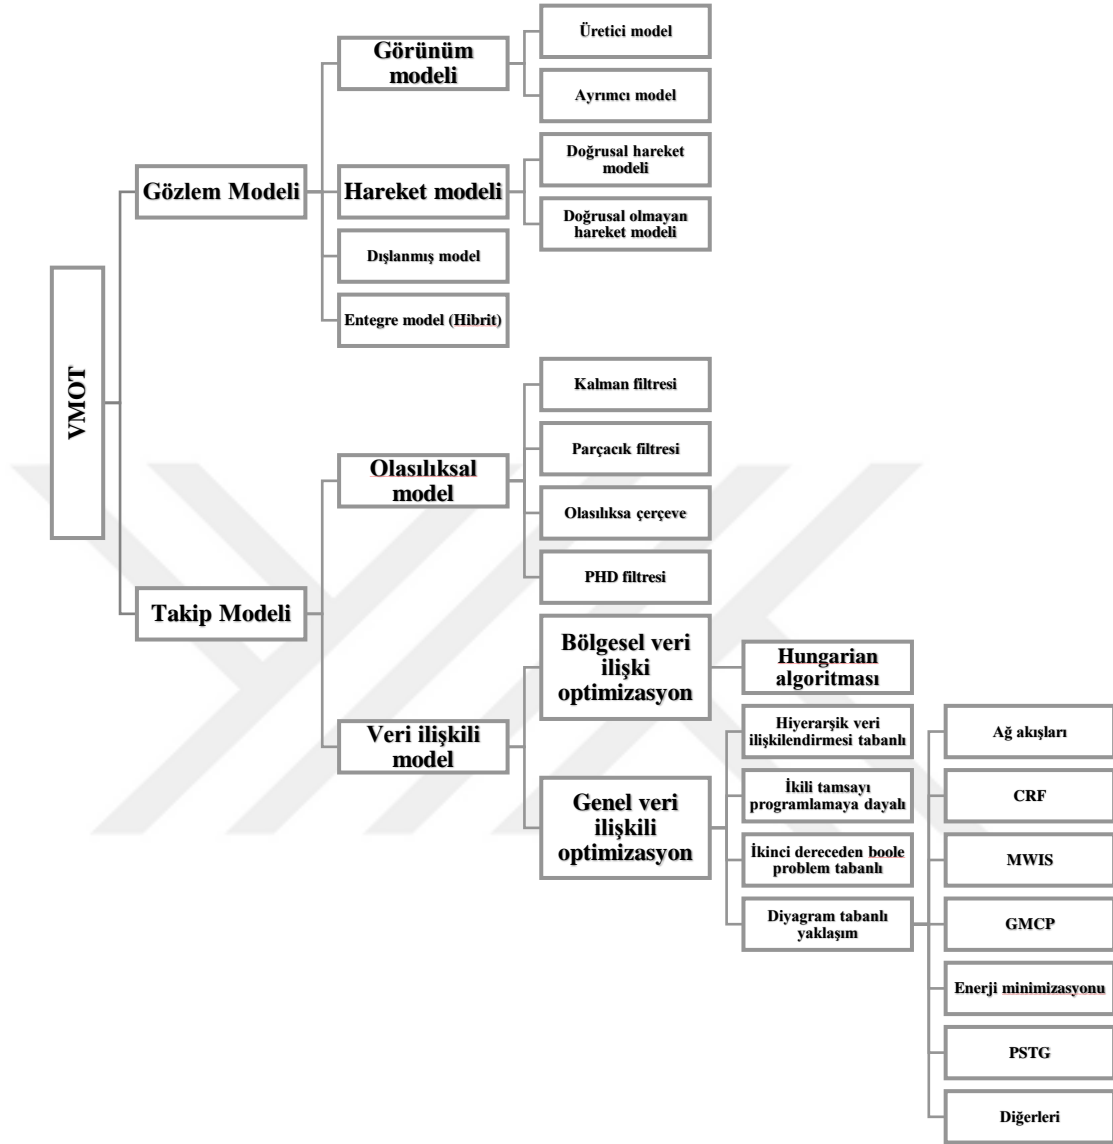 VMOT
Gözlem Modeli
Görünüm
modeli
Üretici model
Ayrımcı model
Hareket modeli
Doğrusal hareket
modeli
Doğrusal olmayan
hareket modeli
Dışlanmış model
Entegre model (Hibrit)
Takip Modeli
Olasılıksal
model
Kalman filtresi
Parçacık filtresi
Olasılıksa çerçeve
PHD filtresi
Veri ilişkili
model
Bölgesel veri
ilişki
optimizasyon
Hungarian
algoritması
Genel veri
ilişkili
optimizasyon
Hiyerarşik veri
ilişkilendirmesi tabanlı
İkili tamsayı
programlamaya dayalı
İkinci dereceden boole
problem tabanlı
Diyagram tabanlı
yaklaşım
Ağ akışları
CRF
MWIS
GMCP
Enerji minimizasyonu
PSTG
Diğerleri